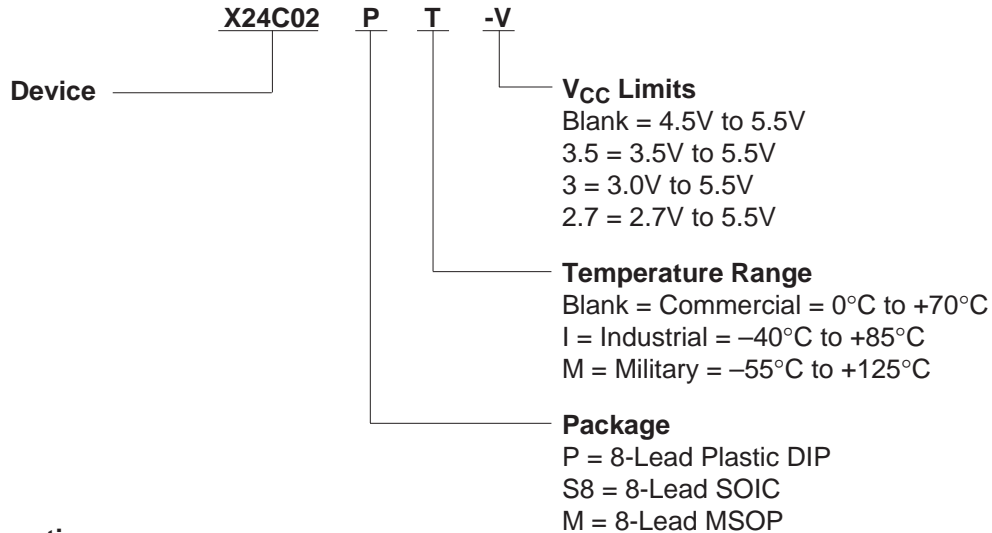 X24C02 P T -V
Device
VCC Limits
Blank = 4.5V to 5.5V
3.5 = 3.5V to 5.5V
3 = 3.0V to 5.5V
2.7 = 2.7V to 5.5V
Temperature Range
Blank = Commercial = 0°C to +70°C
I = Industrial = –40°C to +85°C
M = Military = –55°C to +125°C
Package
P = 8-Lead Plastic DIP
S8 = 8-Lead SOIC
M = 8-Lead MSOP